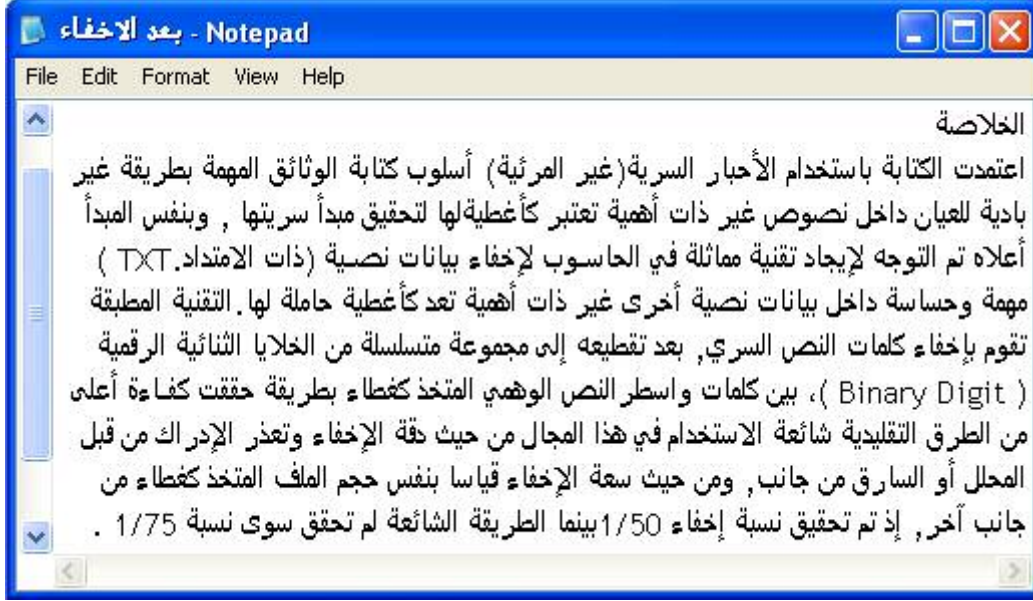 بعد الاخفاء - Notepad
File Edit Format View Help
الخلاصة
اعتمدت الكتابة باستخدام الأحبار السرية(غير المرئية) أسلوب كتابة الوثائق المهمة بطريقة غير
بادية للعيان داخل نصوص غير ذات أهمية تعتبر كأغطيةلها لتحقيق مبدأ سريتها , وبنفس المبدأ
أعلاه تم التوجه لإيجاد تقنية مماثلة في الحاسوب لإخفاء بيانات نصية (ذات الامتداد.TXT )
مهمة وحساسة داخل بيانات نصية أخرى غير ذات أهمية تعد كأغطية حاملة لها.التقنية المطبقة
تقوم بإخفاء كلمات النص السري, بعد تقطيعه إلى مجموعة متسلسلة من الخلايا الثنائية الرقمية
( Binary Digit )، بين كلمات واسطر النص الوهمي المتخذ كغطاء بطريقة حققت كفاءة أعلى
من الطرق التقليدية شائعة الاستخدام في هذا المجال من حيث دقة الإخفاء وتعذر الإدراك من قبل
المحلل أو السارق من جانب, ومن حيث سعة الإخفاء قياسا بنفس حجم الملف المتخذ كغطاء من
جانب آخر, إذ تم تحقيق نسبة إخفاء 1/50بينما الطريقة الشائعة لم تحقق سوى نسبة 1/75 .